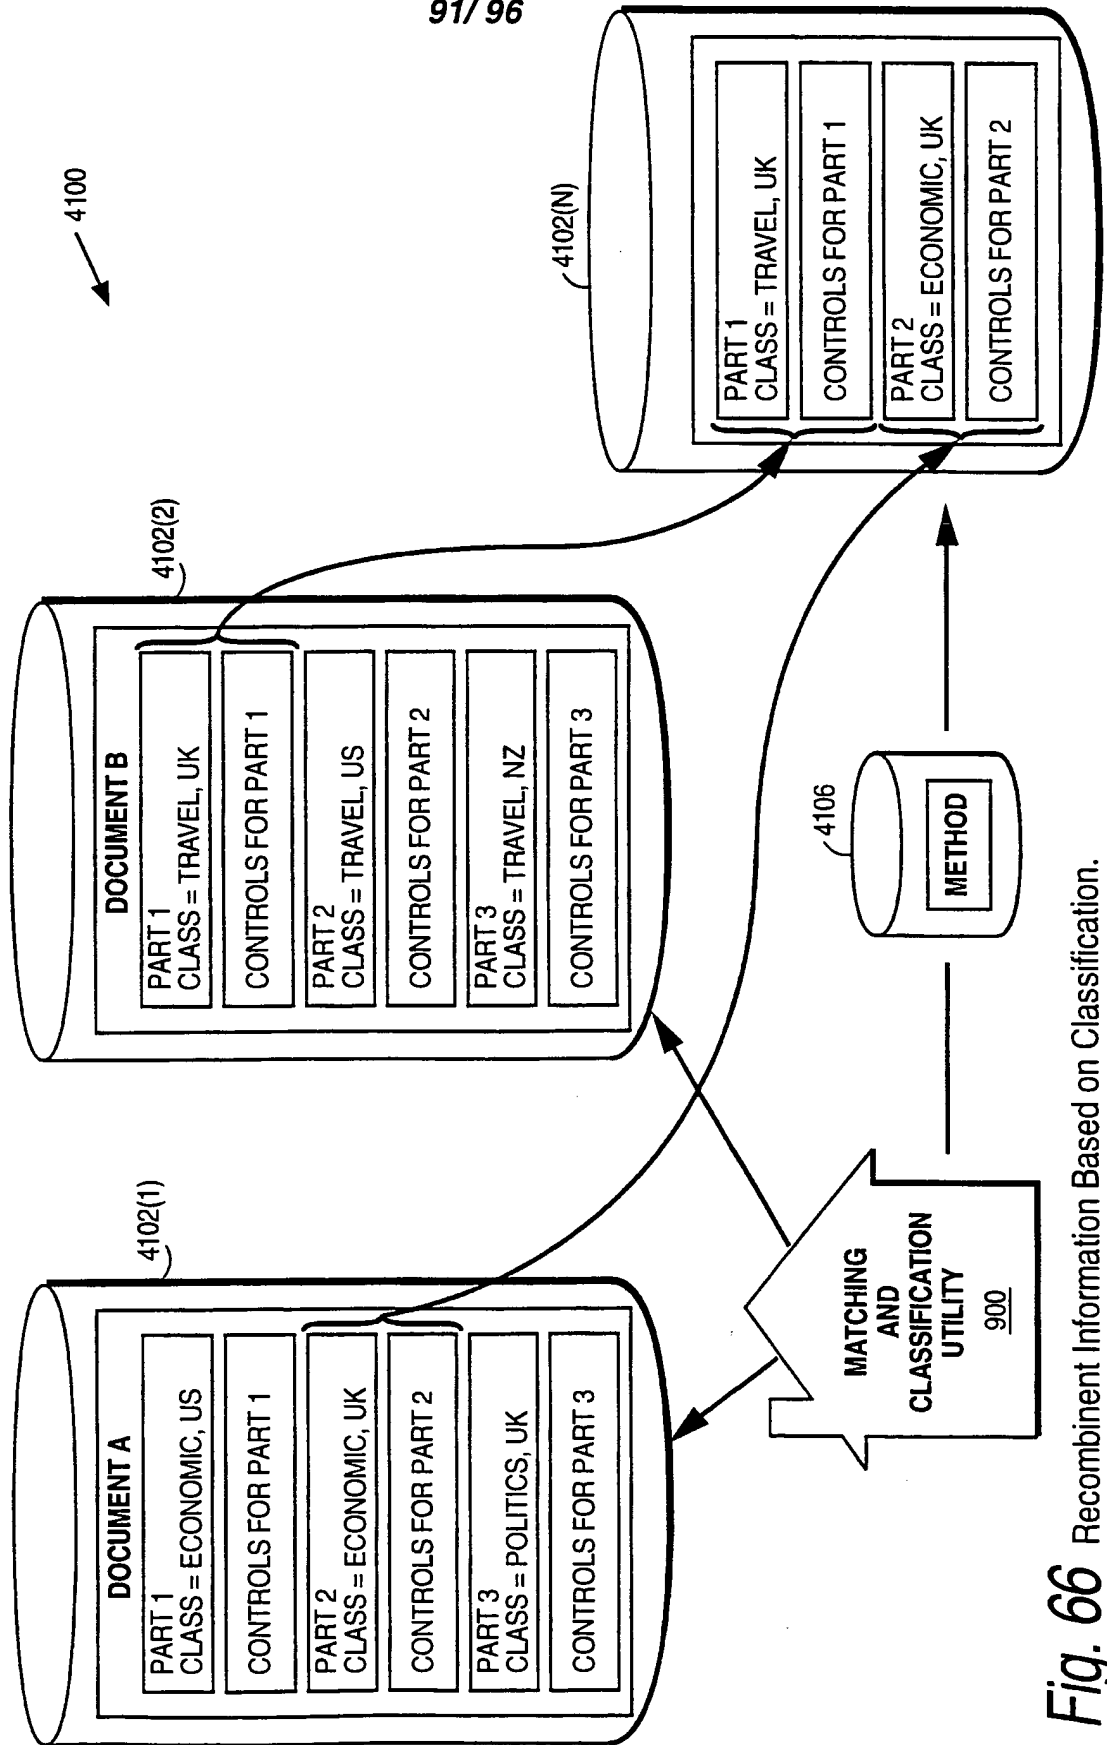 91/96
4100
4102(1)
DOCUMENT A
PART 1
CLASS = ECONOMIC, US
CONTROLS FOR PART 1
PART 2
CLASS = ECONOMIC, UK
CONTROLS FOR PART 2
PART 3
CLASS = POLITICS, UK
CONTROLS FOR PART 3
4102(2)
DOCUMENT B
PART 1
CLASS = TRAVEL, UK
CONTROLS FOR PART 1
PART 2
CLASS = TRAVEL, US
CONTROLS FOR PART 2
PART 3
CLASS = TRAVEL, NZ
CONTROLS FOR PART 3
4102(N)
PART 1
CLASS = TRAVEL, UK
CONTROLS FOR PART 1
PART 2
CLASS = ECONOMIC, UK
CONTROLS FOR PART 2
MATCHING
AND
CLASSIFICATION
UTILITY
900
4106
METHOD
Fig. 66 Recombinent Information Based on Classification.